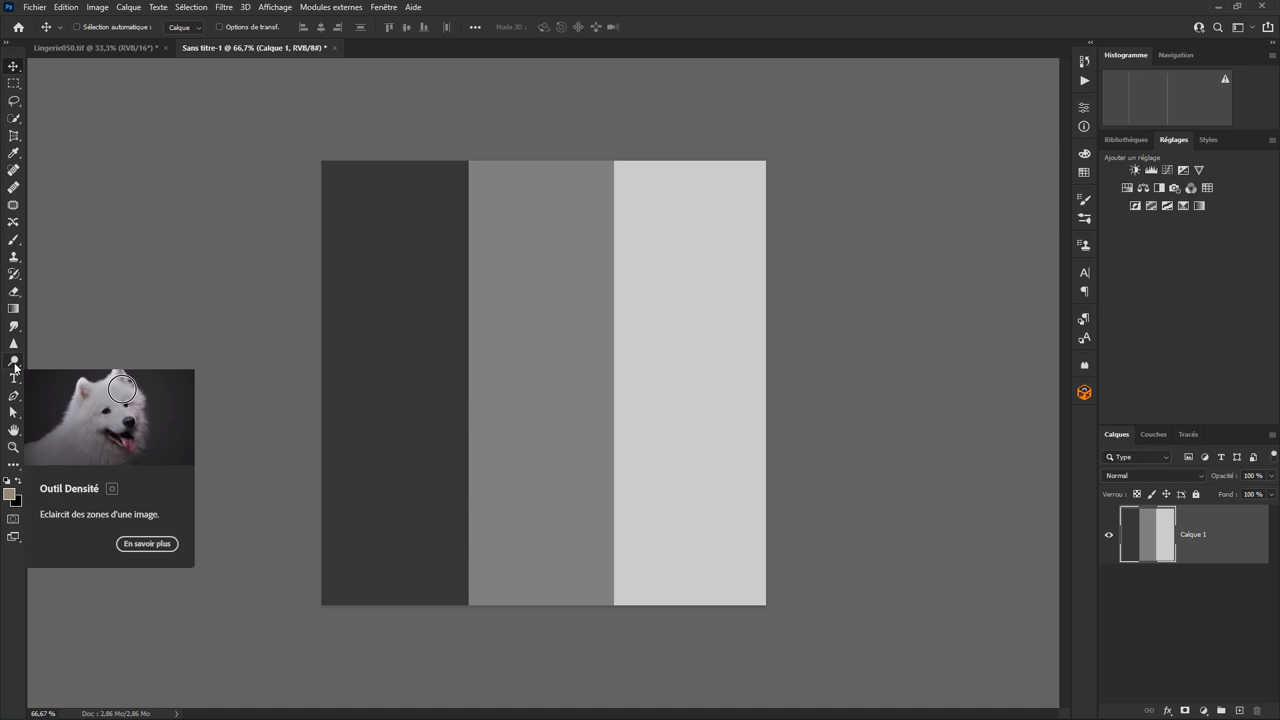 Ps Fichier Edition Image Calque Texte Sélection Filtre 3D Affichage Modules externes Fenêtre Aide
Sélection automatique : Calque Options de transf. Mode 3D :
Lingerie050.tif @ 33,3% (RVB/16*) * × Sans titre-1 @ 66,7% (Calque 1, RVB/8#) * ×
Histogramme Navigation
Bibliothèques Réglages Styles
Ajouter un réglage
Outil Densité O
Eclaircit des zones d'une image.
En savoir plus
Calques Couches Tracés
Type
Normal Opacité : 100 %
Verrou : Fond : 100 %
Calque 1
66,67 % Doc : 2,86 Mo/2,86 Mo